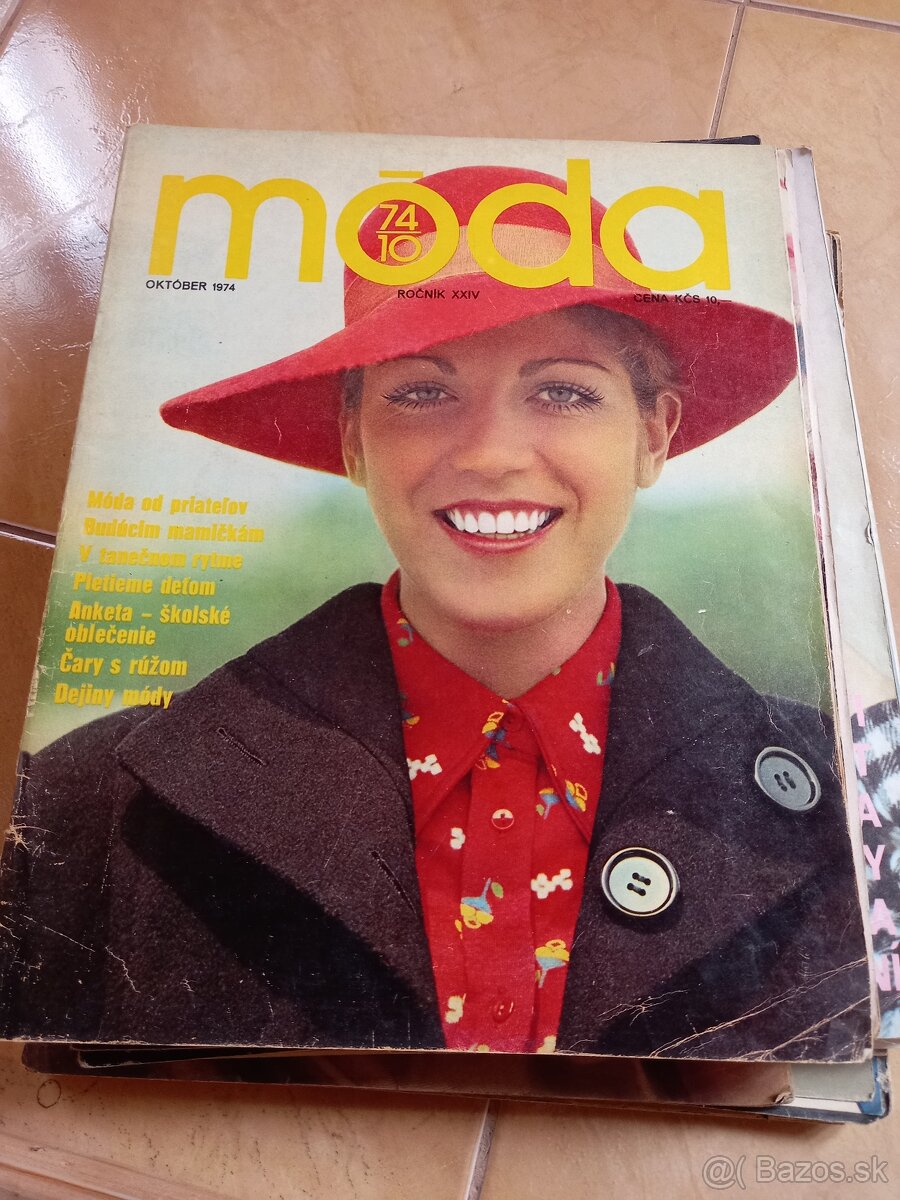 móda
74
10
OKTÓBER 1974
ROČNÍK XXIV
CENA KČS 10,—
Móda od priateľov
Budúcim mamičkám
V tanečnom rytme
Pletieme deťom
Anketa – školské
oblečenie
Čary s rúžom
Dejiny módy
I
T
A
Y
A
@( Bazos.sk